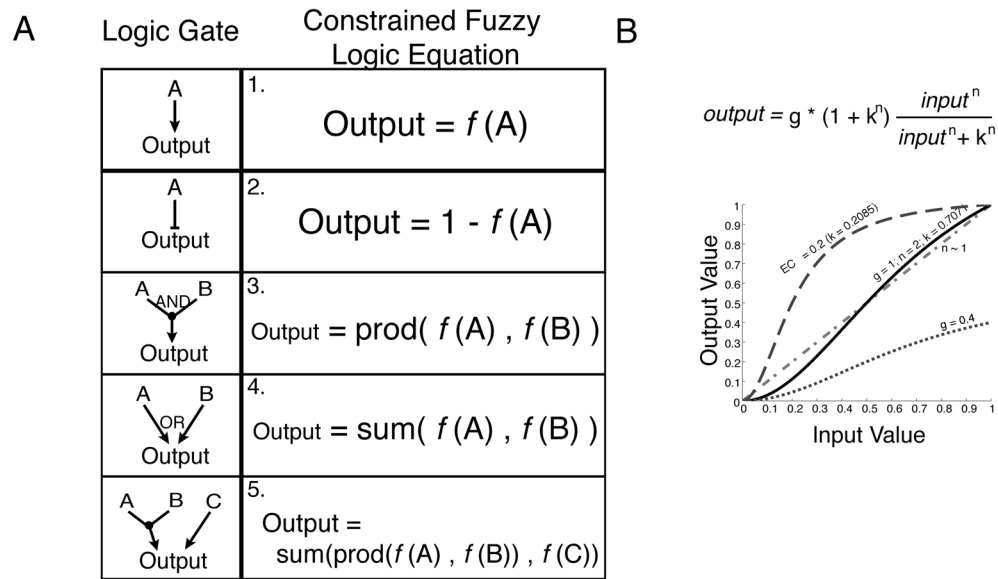 A
Logic Gate
Constrained Fuzzy
Logic Equation
A
Output
1.
Output = f (A)
A
Output
2.
Output = 1 - f (A)
A
B
AND
Output
3.
Output = prod( f (A) , f (B) )
A
B
OR
Output
4.
Output = sum( f (A) , f (B) )
A
B
C
Output
5.
Output =
sum(prod(f (A) , f (B)) , f (C))
B
output = g * (1 + kⁿ) inputⁿ / inputⁿ + kⁿ
Output Value
1
0.9
0.8
0.7
0.6
0.5
0.4
0.3
0.2
0.1
0
EC = 0.2 (k = 0.2085)
g = 1; n = 2; k = 0.707
n ~ 1
g = 0.4
0 0.1 0.2 0.3 0.4 0.5 0.6 0.7 0.8 0.9 1
Input Value